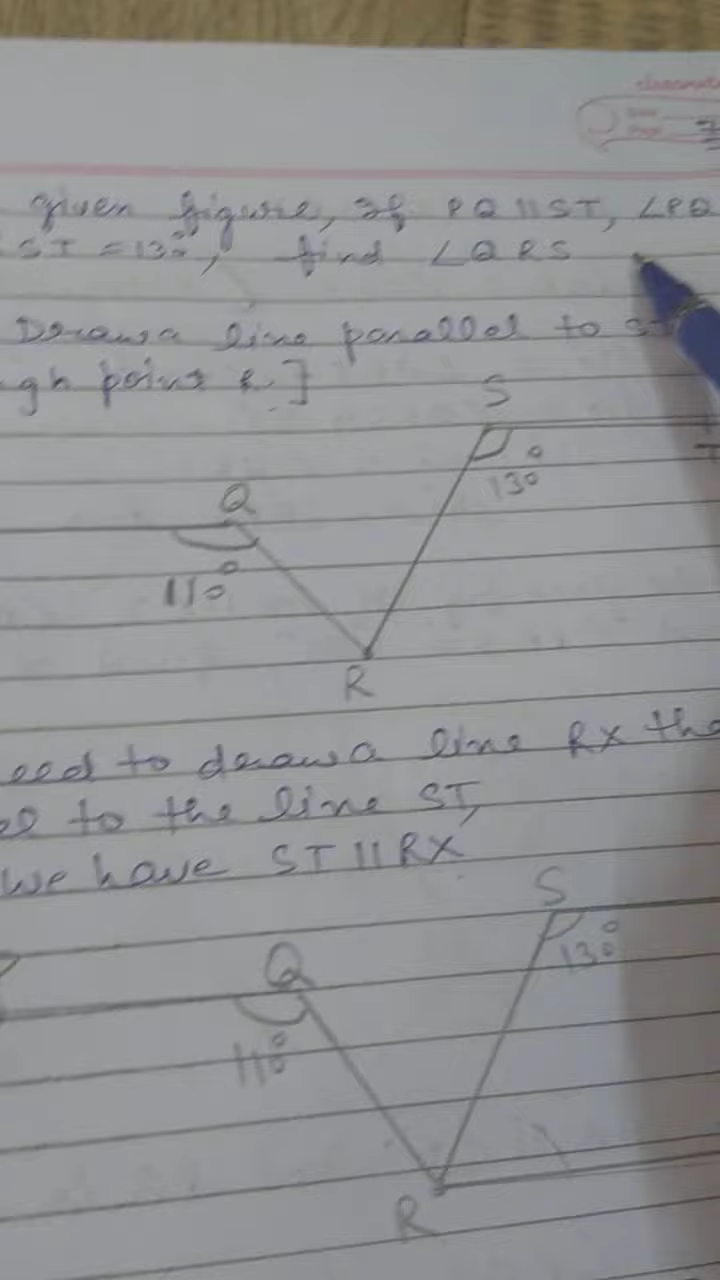 given figure, If PQ || ST, ∠PQ
ST = 130°, find ∠QRS
Draw a line parallel to
gh point R.]
S
T
130°
Q
110°
R
eed to draw a line RX tho
el to the line ST,
we have ST || RX
S
130°
Q
110°
R